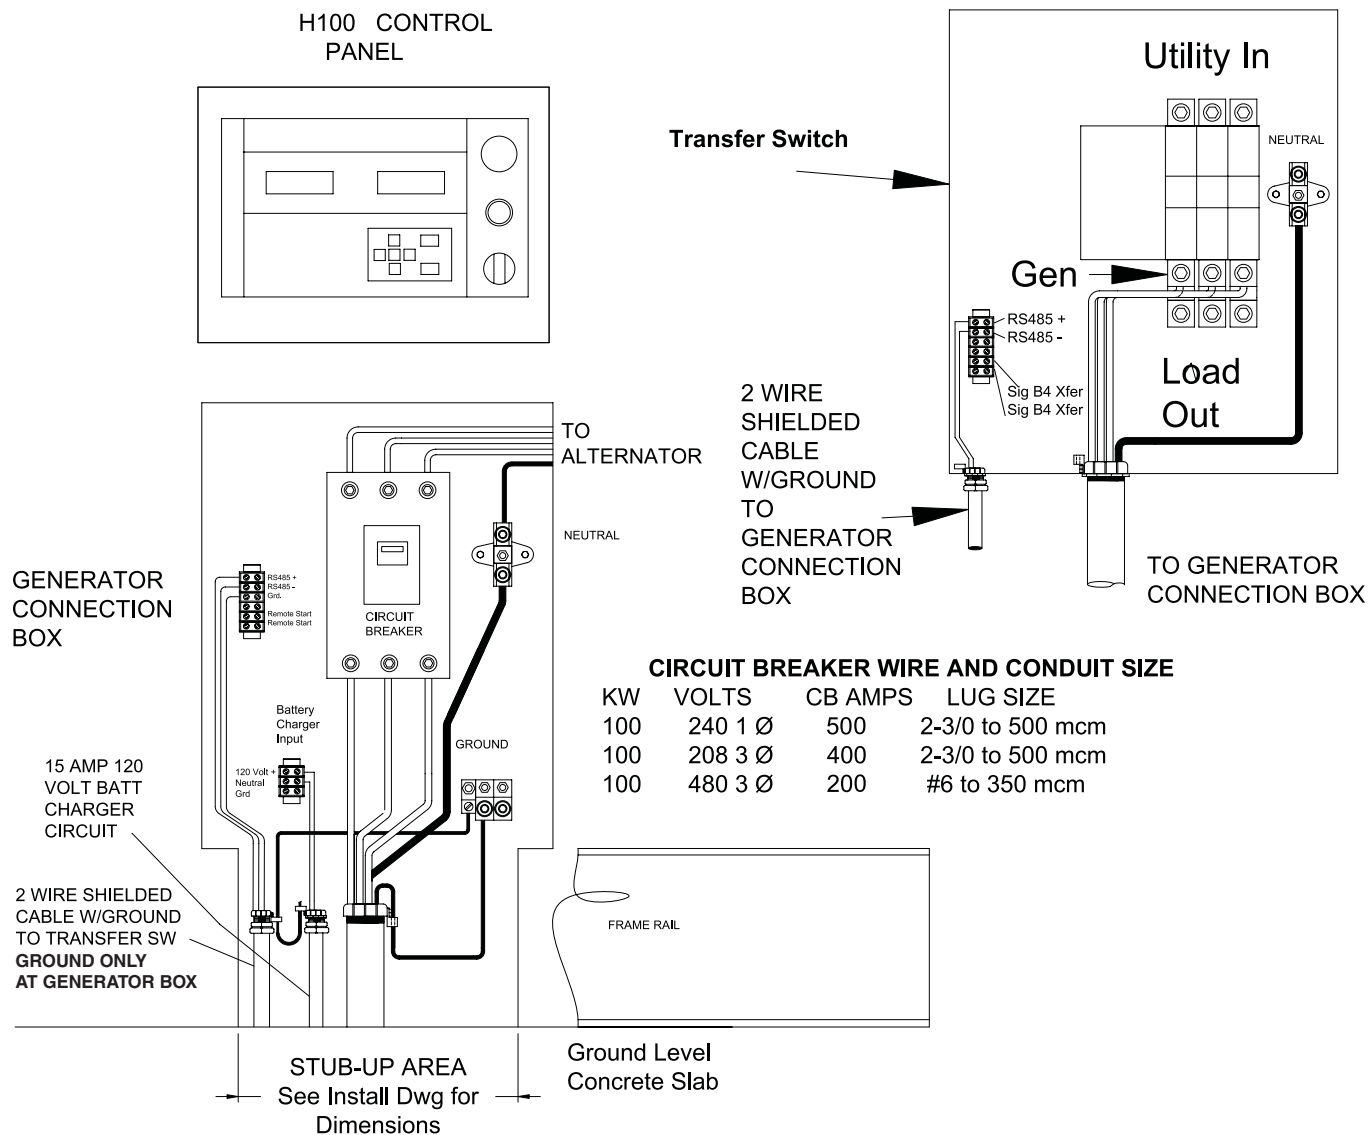 H100 CONTROL
PANEL
Utility In
Transfer Switch
NEUTRAL
Gen
RS485 +
RS485 -
Sig B4 Xfer
Sig B4 Xfer
Load
Out
2 WIRE
SHIELDED
CABLE
W/GROUND
TO
GENERATOR
CONNECTION
BOX
TO GENERATOR
CONNECTION BOX
TO
ALTERNATOR
NEUTRAL
GENERATOR
CONNECTION
BOX
RS485 +
RS485 -
Grd.
Remote Start
Remote Start
CIRCUIT
BREAKER
Battery
Charger
Input
120 Volt +
Neutral
Grd
GROUND
15 AMP 120
VOLT BATT
CHARGER
CIRCUIT
2 WIRE SHIELDED
CABLE W/GROUND
TO TRANSFER SW
GROUND ONLY
AT GENERATOR BOX
CIRCUIT BREAKER WIRE AND CONDUIT SIZE
KW VOLTS CB AMPS LUG SIZE
100 240 1 Ø 500 2-3/0 to 500 mcm
100 208 3 Ø 400 2-3/0 to 500 mcm
100 480 3 Ø 200 #6 to 350 mcm
FRAME RAIL
STUB-UP AREA
See Install Dwg for
Dimensions
Ground Level
Concrete Slab